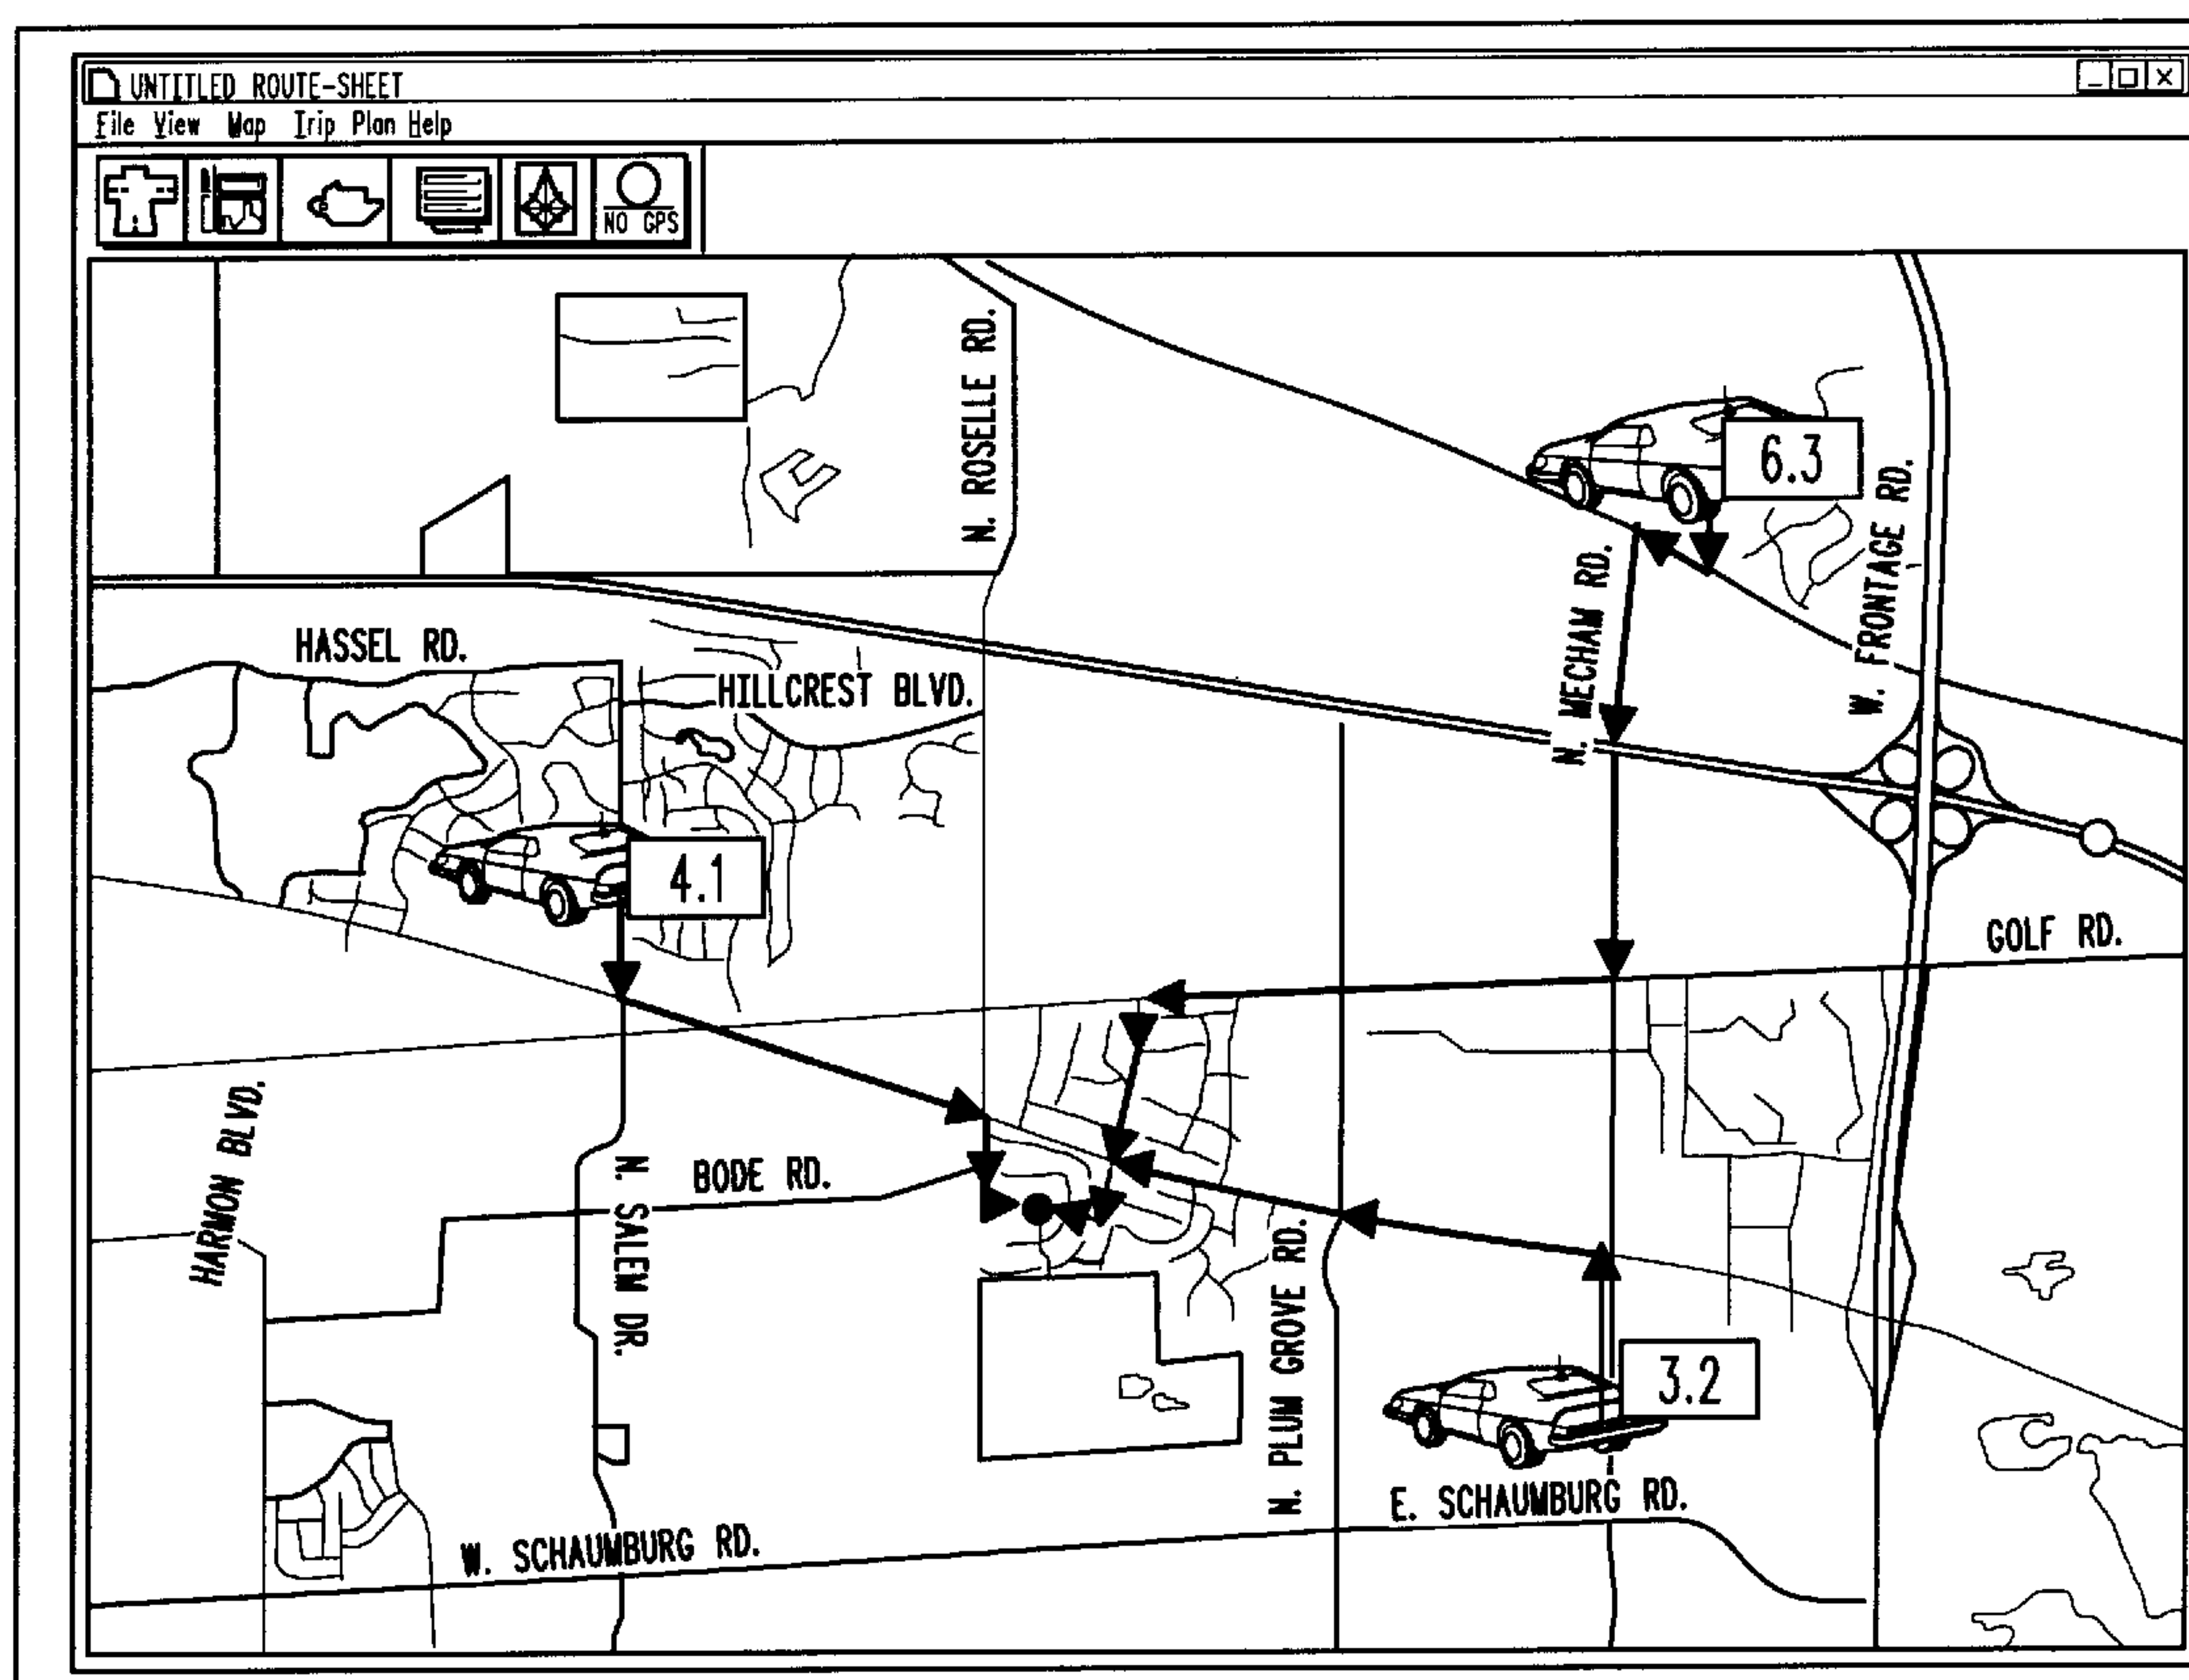 UNTITLED ROUTE-SHEET
File View Map Trip Plan Help
NO GPS
N. ROSELLE RD.
6.3
W. FRONTAGE RD.
N. MECHAM RD.
HASSEL RD.
HILLCREST BLVD.
4.1
GOLF RD.
HARMON BLVD.
N. SALEM DR.
BODE RD.
N. PLUM GROVE RD.
3.2
E. SCHAUMBURG RD.
W. SCHAUMBURG RD.